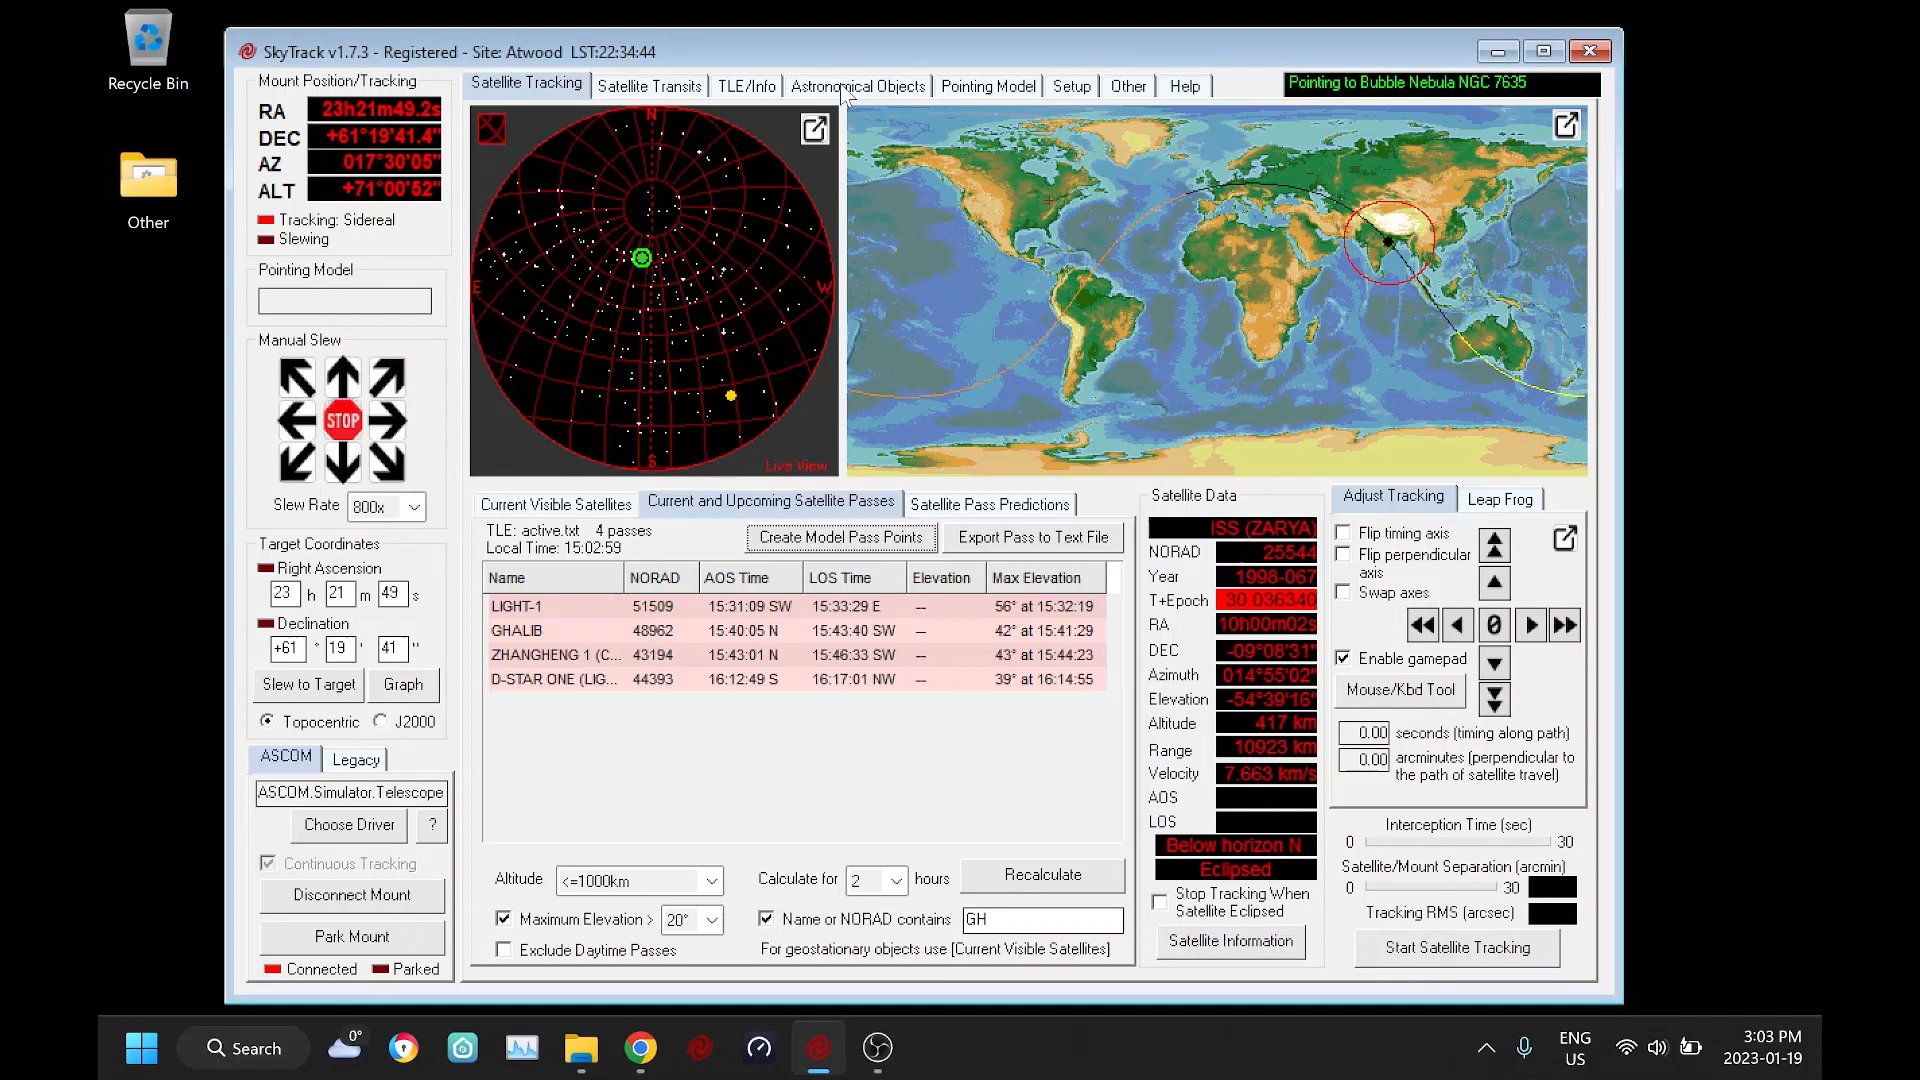 Recycle Bin
Other
SkyTrack v1.7.3 - Registered - Site: Atwood LST:22:34:44
Mount Position/Tracking
RA 23h21m49.2s
DEC +61°19'41.4"
AZ 017°30'05"
ALT +71°00'52"
Tracking: Sidereal
Slewing
Pointing Model
Manual Slew
STOP
Slew Rate 800x
Target Coordinates
Right Ascension
23 h 21 m 49 s
Declination
+61 ° 19 ' 41 "
Slew to Target Graph
Topocentric J2000
ASCOM Legacy
ASCOM.Simulator.Telescope
Choose Driver ?
Continuous Tracking
Disconnect Mount
Park Mount
Connected Parked
Satellite Tracking Satellite Transits TLE/Info Astronomical Objects Pointing Model Setup Other Help
Pointing to Bubble Nebula NGC 7635
N
E
W
S
Live View
Current Visible Satellites Current and Upcoming Satellite Passes Satellite Pass Predictions
TLE: active.txt 4 passes
Local Time: 15:02:59
Create Model Pass Points Export Pass to Text File
Name NORAD AOS Time LOS Time Elevation Max Elevation
LIGHT-1 51509 15:31:09 SW 15:33:29 E -- 56° at 15:32:19
GHALIB 48962 15:40:05 N 15:43:40 SW -- 42° at 15:41:29
ZHANGHENG 1 (C... 43194 15:43:01 N 15:46:33 SW -- 43° at 15:44:23
D-STAR ONE (LIG... 44393 16:12:49 S 16:17:01 NW -- 39° at 16:14:55
Altitude <=1000km Calculate for 2 hours Recalculate
Maximum Elevation > 20° Name or NORAD contains GH
Exclude Daytime Passes For geostationary objects use [Current Visible Satellites]
Satellite Data
ISS (ZARYA)
NORAD 25544
Year 1998-067
T+Epoch 30.036340
RA 10h00m02s
DEC -09°08'31"
Azimuth 014°55'02"
Elevation -54°39'16"
Altitude 417 km
Range 10923 km
Velocity 7.663 km/s
AOS
LOS
Below horizon N
Eclipsed
Stop Tracking When
Satellite Eclipsed
Satellite Information
Adjust Tracking Leap Frog
Flip timing axis
Flip perpendicular
axis
Swap axes
0
Enable gamepad
Mouse/Kbd Tool
0.00 seconds (timing along path)
0.00 arcminutes (perpendicular to
the path of satellite travel)
Interception Time (sec)
0 30
Satellite/Mount Separation (arcmin)
0 30
Tracking RMS (arcsec)
Start Satellite Tracking
Search
0°
ENG
US
3:03 PM
2023-01-19